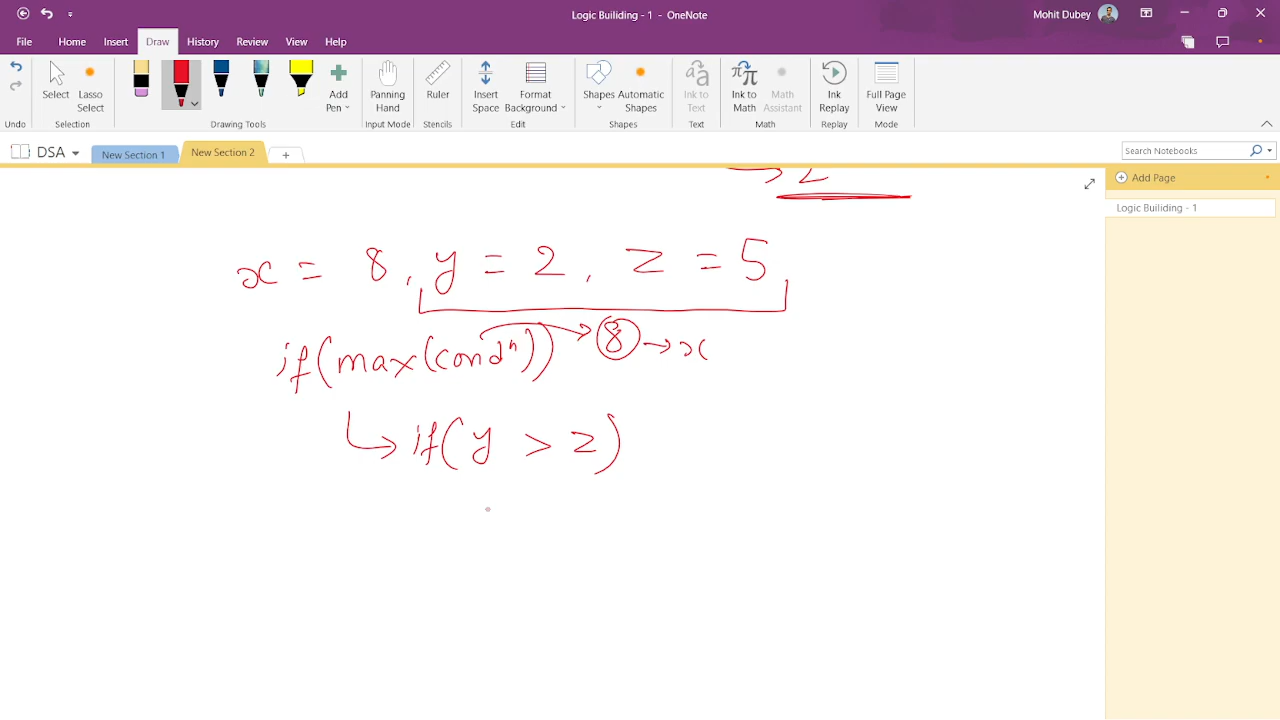 Logic Builiding - 1 - OneNote
Mohit Dubey
File Home Insert Draw History Review View Help
Select Lasso Select Add Pen Panning Hand Ruler Insert Space Format Background Shapes Automatic Shapes Ink to Text Ink to Math Math Assistant Ink Replay Full Page View
Undo Selection Drawing Tools Input Mode Stencils Edit Shapes Text Math Replay Mode
DSA New Section 1 New Section 2 + Search Notebooks
Add Page
Logic Builiding - 1
x = 8, y = 2, z = 5
if(max(condⁿ)) → 8 → x
↳ if(y > z)